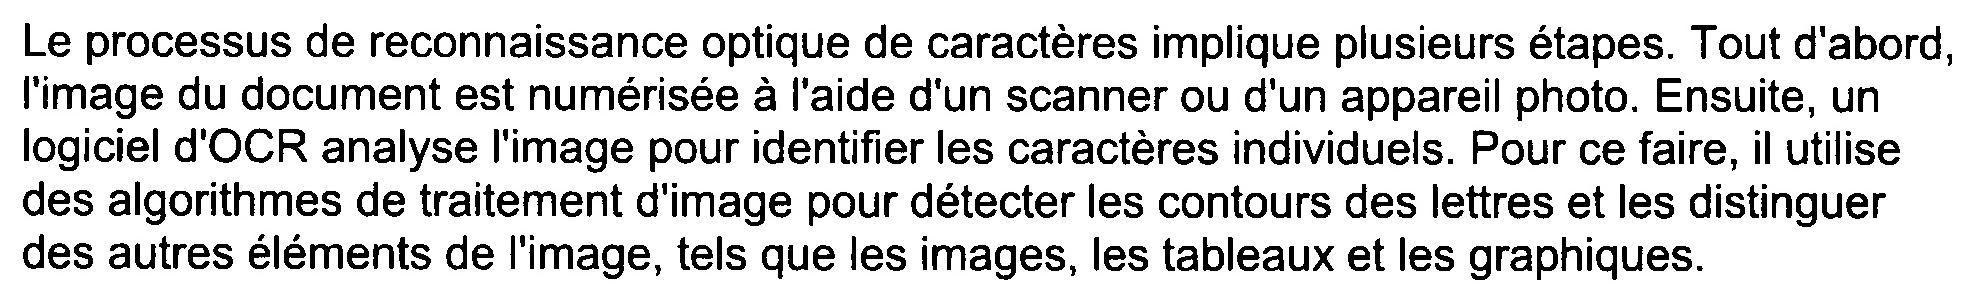 Le processus de reconnaissance optique de caractères implique plusieurs étapes. Tout d'abord,
l'image du document est numérisée à l'aide d'un scanner ou d'un appareil photo. Ensuite, un
logiciel d'OCR analyse l'image pour identifier les caractères individuels. Pour ce faire, il utilise
des algorithmes de traitement d'image pour détecter les contours des lettres et les distinguer
des autres éléments de l'image, tels que les images, les tableaux et les graphiques.